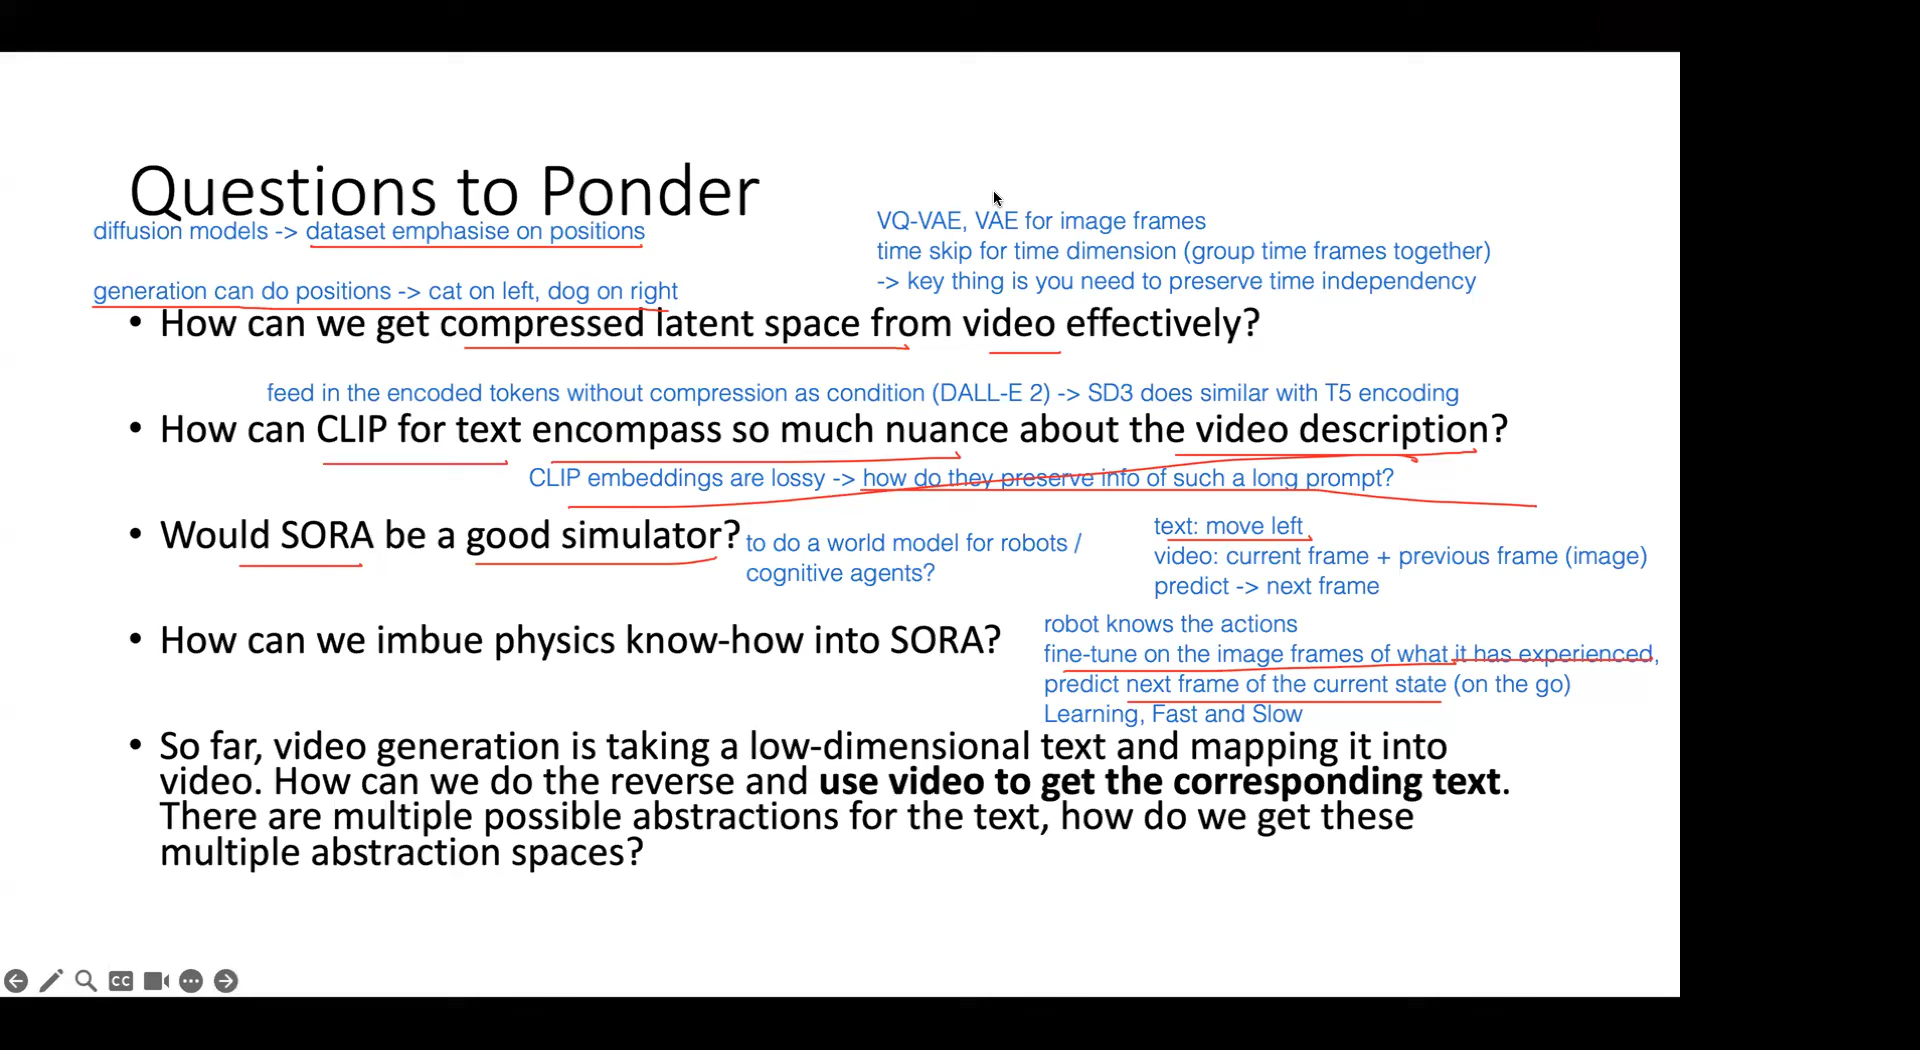 Questions to Ponder
diffusion models -> dataset emphasise on positions
generation can do positions -> cat on left, dog on right
VQ-VAE, VAE for image frames
time skip for time dimension (group time frames together)
-> key thing is you need to preserve time independency
• How can we get compressed latent space from video effectively?
feed in the encoded tokens without compression as condition (DALL-E 2) -> SD3 does similar with T5 encoding
• How can CLIP for text encompass so much nuance about the video description?
CLIP embeddings are lossy -> how do they preserve info of such a long prompt?
• Would SORA be a good simulator?
to do a world model for robots /
cognitive agents?
text: move left
video: current frame + previous frame (image)
predict -> next frame
• How can we imbue physics know-how into SORA?
robot knows the actions
fine-tune on the image frames of what it has experienced,
predict next frame of the current state (on the go)
Learning, Fast and Slow
• So far, video generation is taking a low-dimensional text and mapping it into
video. How can we do the reverse and use video to get the corresponding text.
There are multiple possible abstractions for the text, how do we get these
multiple abstraction spaces?
CC